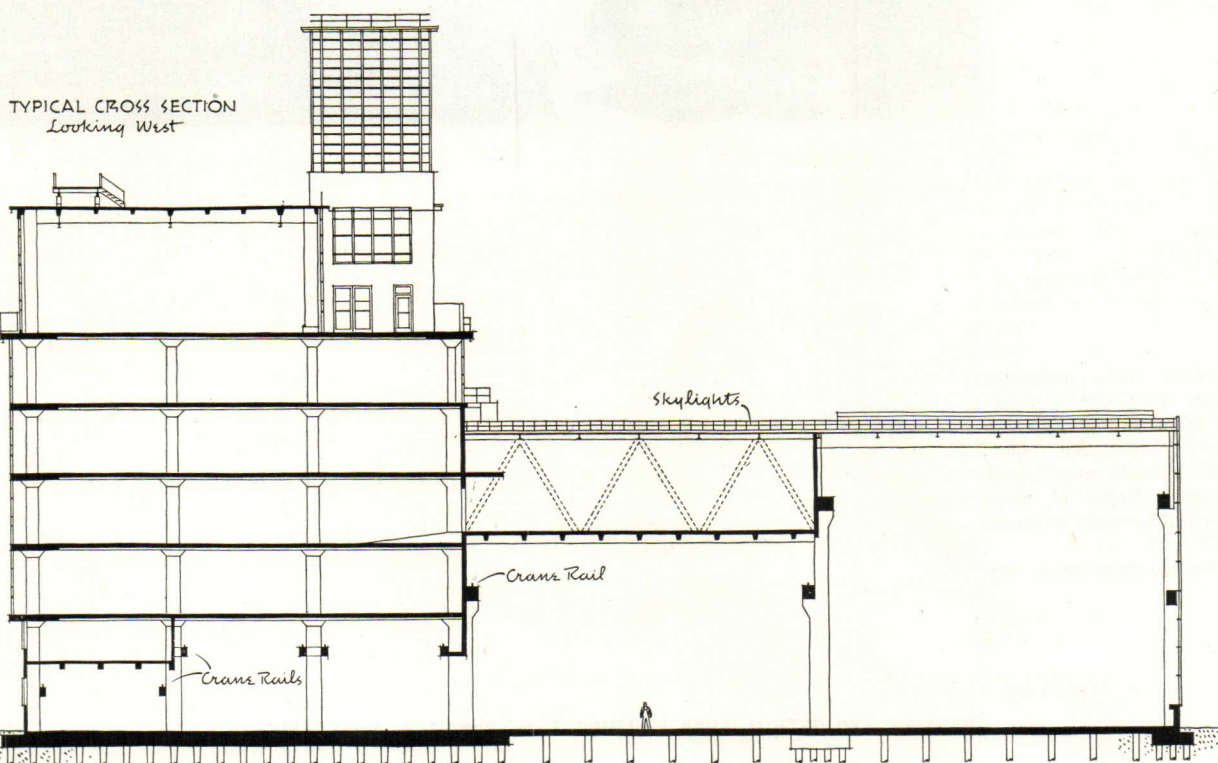 TYPICAL CROSS SECTION
Looking West
Skylights
Crane Rail
Crane Rails